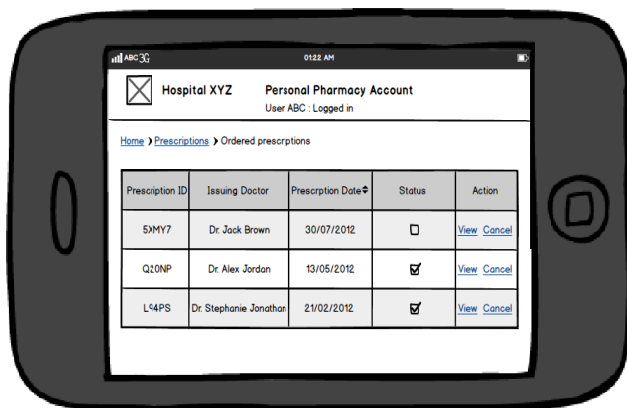 ABC 3G 01:22 AM
Hospital XYZ Personal Pharmacy Account
User ABC : Logged in
Home Prescriptions Ordered prescrptions
Prescription ID Issuing Doctor Prescrption Date Status Action
5XMY7 Dr. Jack Brown 30/07/2012 View Cancel
Dr. Alex Jordan 13/05/2012 View Cancel
Dr. Stephanie Jonathan 21/02/2012 View Cancel